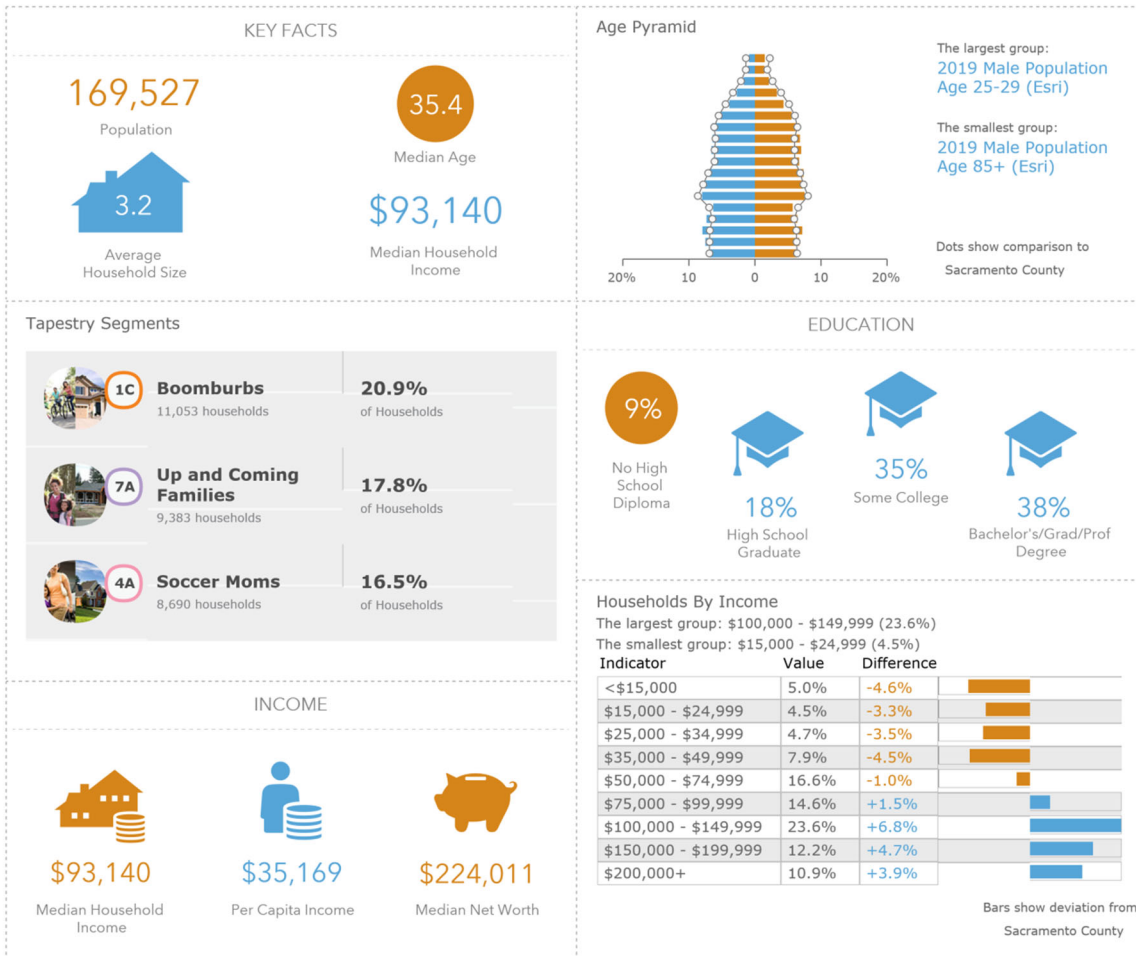 KEY FACTS
169,527
Population
35.4
Median Age
3.2
Average
Household Size
$93,140
Median Household
Income
Age Pyramid
The largest group:
2019 Male Population
Age 25-29 (Esri)
The smallest group:
2019 Male Population
Age 85+ (Esri)
Dots show comparison to
Sacramento County
20% 10 0 10 20%
Tapestry Segments
1C Boomburbs 20.9%
11,053 households of Households
7A Up and Coming
Families 17.8%
9,383 households of Households
4A Soccer Moms 16.5%
8,690 households of Households
EDUCATION
9%
No High
School
Diploma
18%
High School
Graduate
35%
Some College
38%
Bachelor's/Grad/Prof
Degree
INCOME
$93,140
Median Household
Income
$35,169
Per Capita Income
$224,011
Median Net Worth
Households By Income
The largest group: $100,000 - $149,999 (23.6%)
The smallest group: $15,000 - $24,999 (4.5%)
Indicator Value Difference
<$15,000 5.0% -4.6%
$15,000 - $24,999 4.5% -3.3%
$25,000 - $34,999 4.7% -3.5%
$35,000 - $49,999 7.9% -4.5%
$50,000 - $74,999 16.6% -1.0%
$75,000 - $99,999 14.6% +1.5%
$100,000 - $149,999 23.6% +6.8%
$150,000 - $199,999 12.2% +4.7%
$200,000+ 10.9% +3.9%
Bars show deviation from
Sacramento County